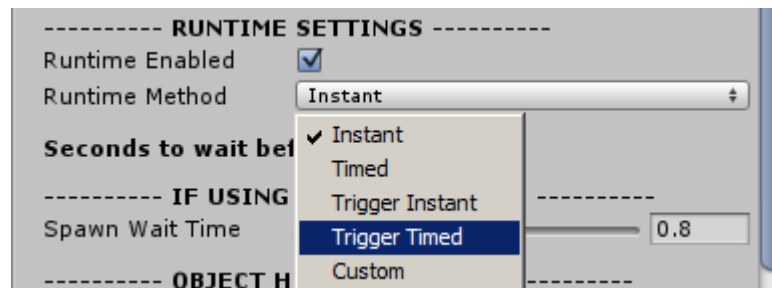 ---------- RUNTIME SETTINGS ----------
Runtime Enabled
Runtime Method Instant
Instant
Seconds to wait
Timed
---------- IF USING ----------
Trigger Instant
Spawn Wait Time 0.8
Trigger Timed
Custom
---------- OBJECT ----------